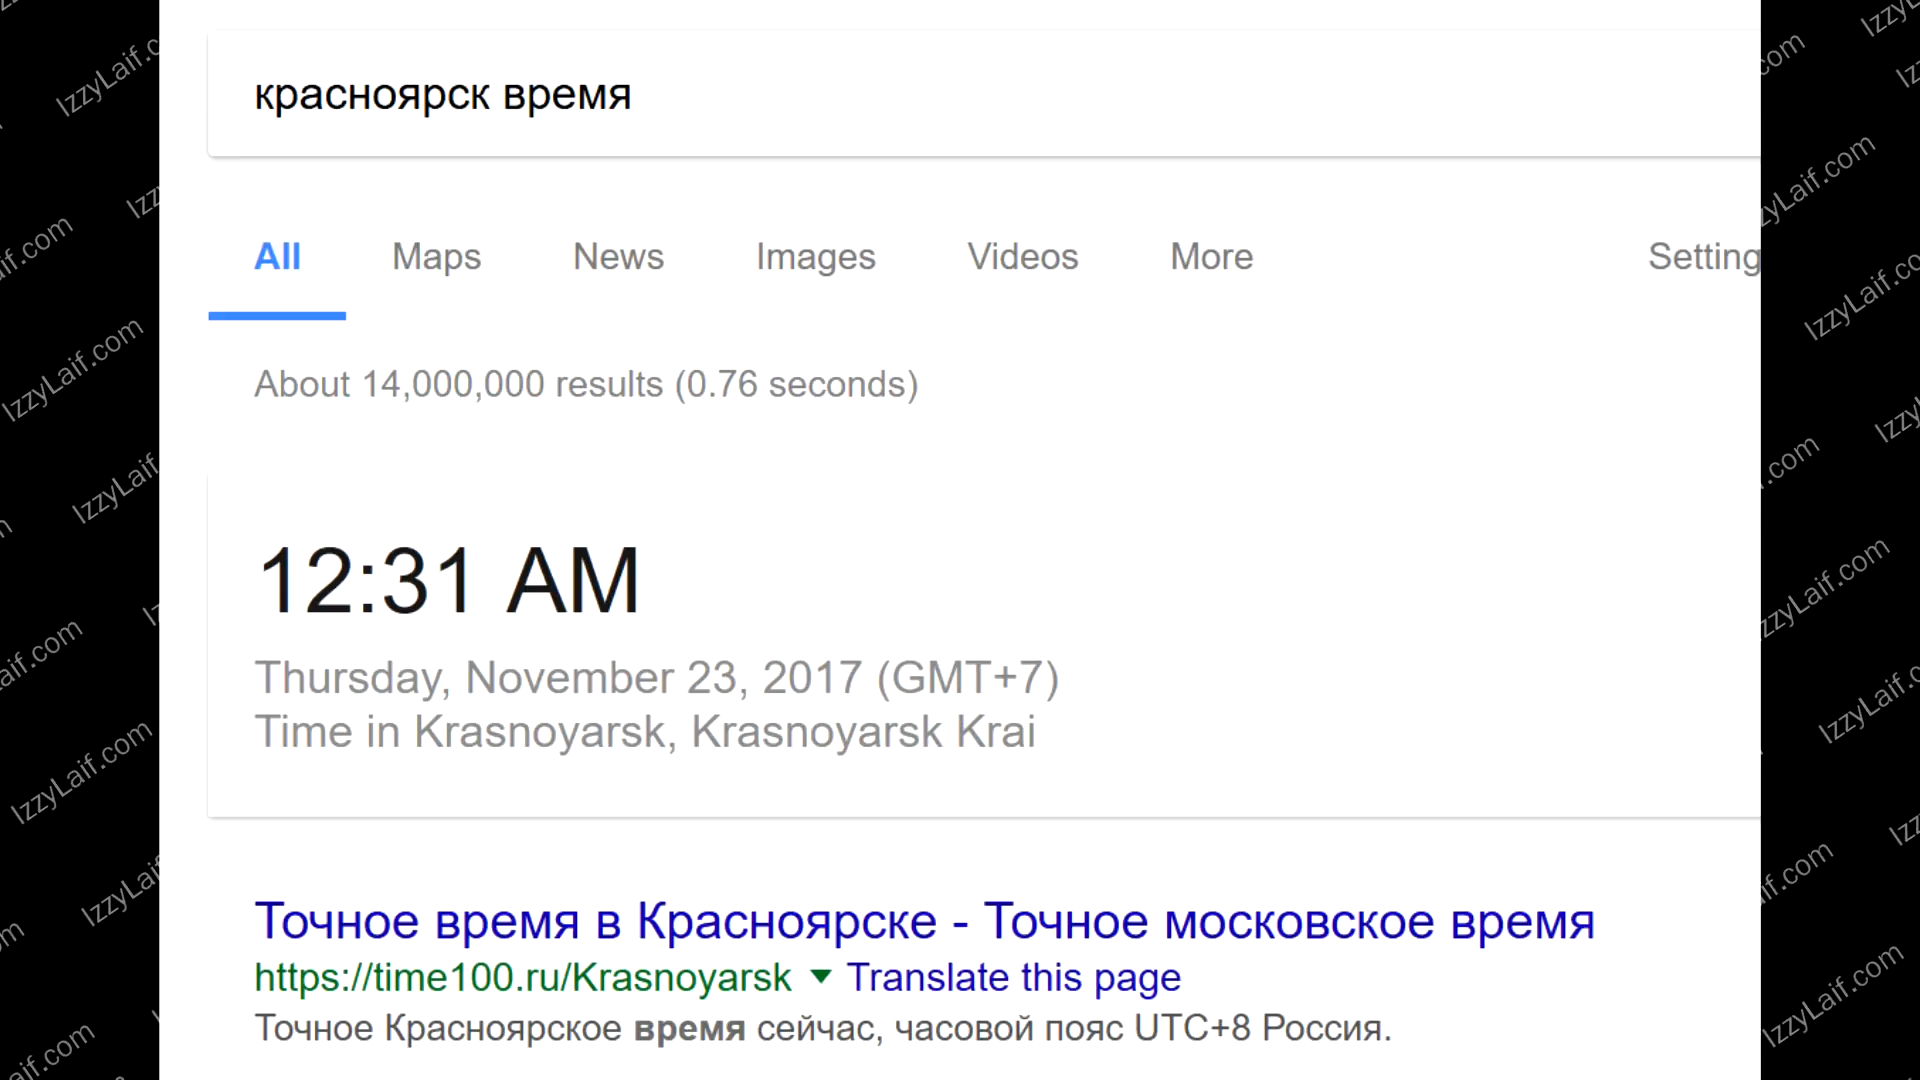 красноярск время
All Maps News Images Videos More Setting
About 14,000,000 results (0.76 seconds)
12:31 AM
Thursday, November 23, 2017 (GMT+7)
Time in Krasnoyarsk, Krasnoyarsk Krai
Точное время в Красноярске - Точное московское время
https://time100.ru/Krasnoyarsk ▼ Translate this page
Точное Красноярское время сейчас, часовой пояс UTC+8 Россия.
IzzyLaif.com